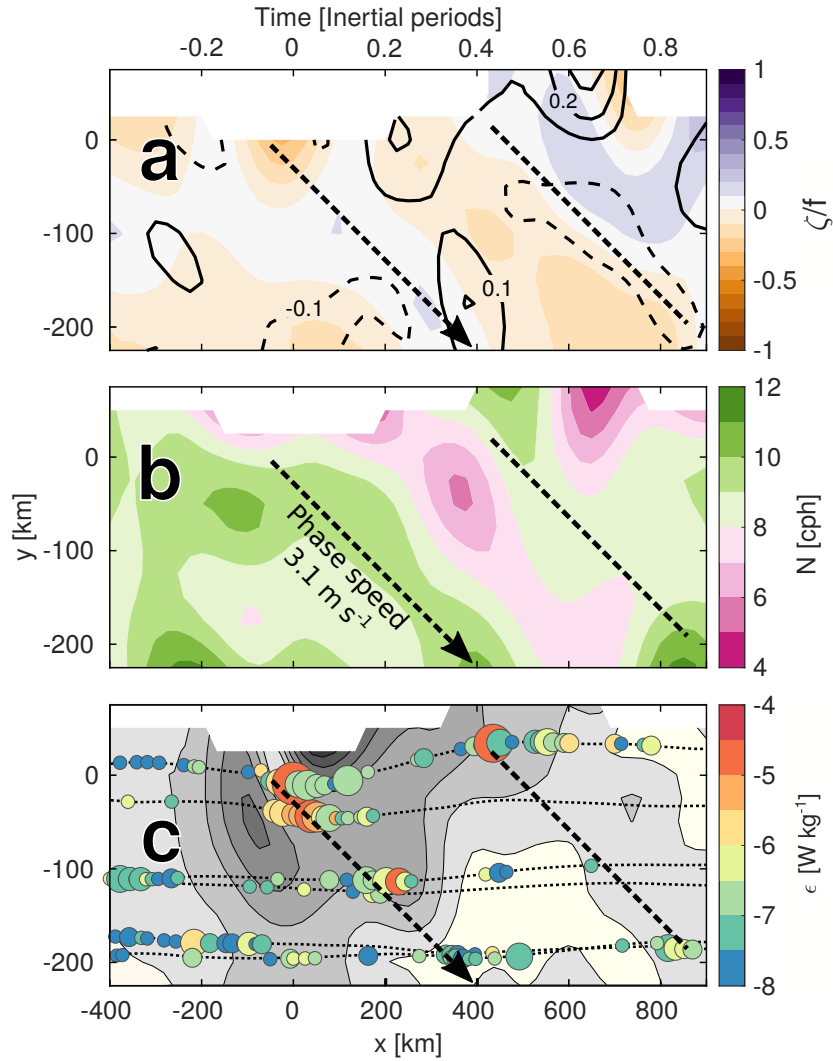 Time [Inertial periods]
-0.2 0 0.2 0.4 0.6 0.8
a
0.2
-0.1
0.1
0
-100
-200
1
0.5
0
-0.5
-1
ζ/f
b
Phase speed
3.1 m s⁻¹
0
-100
-200
y [km]
12
10
8
6
4
N [cph]
c
0
-100
-200
-4
-5
-6
-7
-8
ϵ [W kg⁻¹]
-400 -200 0 200 400 600 800
x [km]